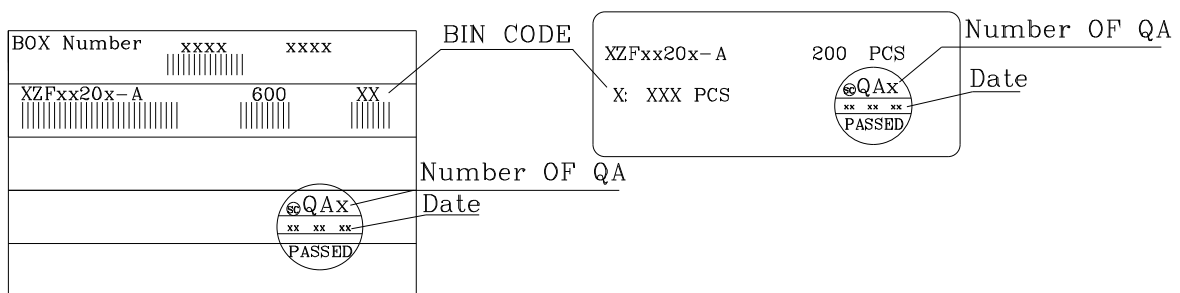 BOX Number xxxx xxxx
XZFxx20x-A 600 XX
QAx
xx xx xx
PASSED
BIN CODE
Number OF QA
Date
XZFxx20x-A 200 PCS
X: XXX PCS
QAx
xx xx xx
PASSED
Number OF QA
Date